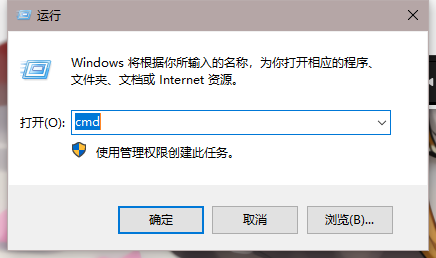 运行
Windows 将根据你所输入的名称，为你打开相应的程序、
文件夹、文档或 Internet 资源。
打开(O): cmd
使用管理权限创建此任务。
确定 取消 浏览(B)...